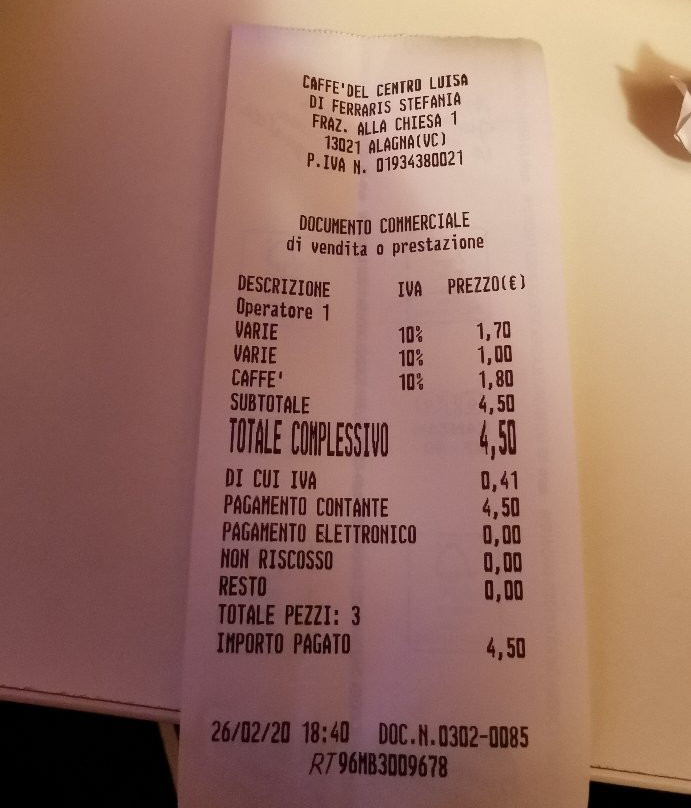 CAFFE'DEL CENTRO LUISA
DI FERRARIS STEFANIA
FRAZ. ALLA CHIESA 1
13021 ALAGNA(VC)
P.IVA N. 01934380021
DOCUMENTO COMMERCIALE
di vendita o prestazione
DESCRIZIONE IVA PREZZO(€)
Operatore 1
VARIE 10% 1,70
VARIE 10% 1,00
CAFFE' 10% 1,80
SUBTOTALE 4,50
TOTALE COMPLESSIVO 4,50
DI CUI IVA 0,41
PAGAMENTO CONTANTE 4,50
PAGAMENTO ELETTRONICO 0,00
NON RISCOSSO 0,00
RESTO 0,00
TOTALE PEZZI: 3
IMPORTO PAGATO 4,50
26/02/20 18:40 DOC.N.0302-0085
RT 96MB3009678